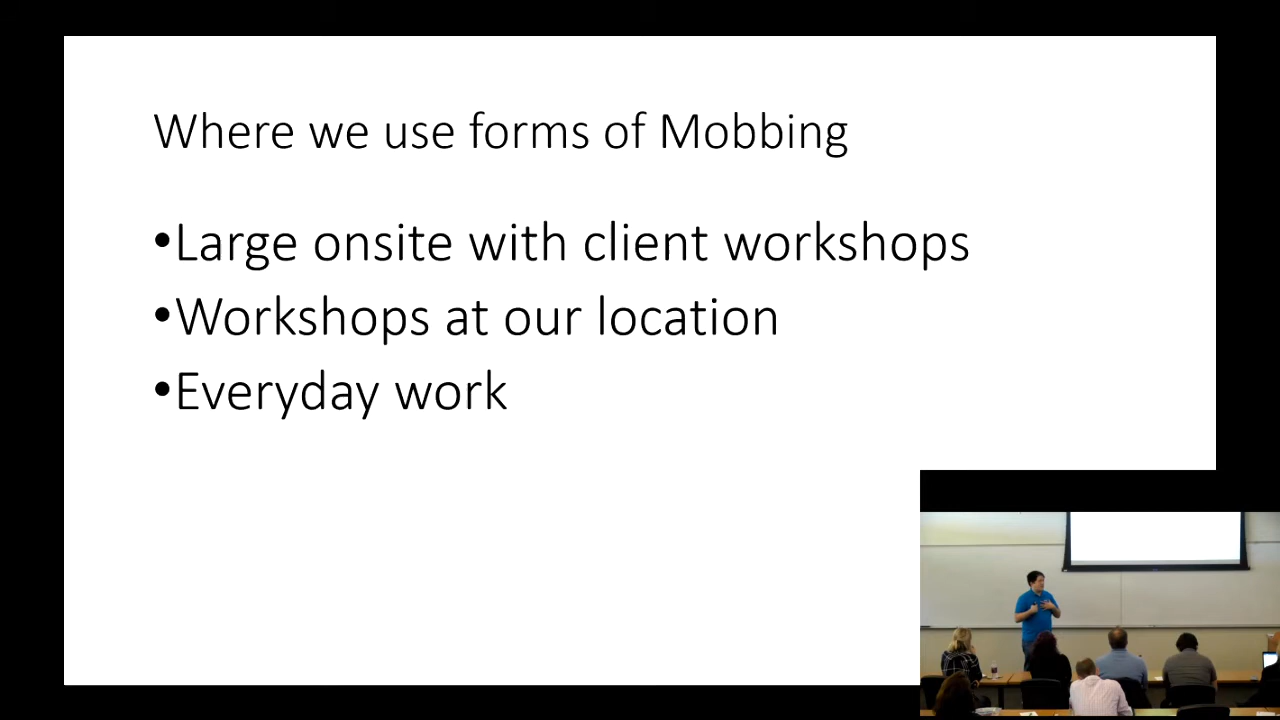 Where we use forms of Mobbing
•Large onsite with client workshops
•Workshops at our location
•Everyday work